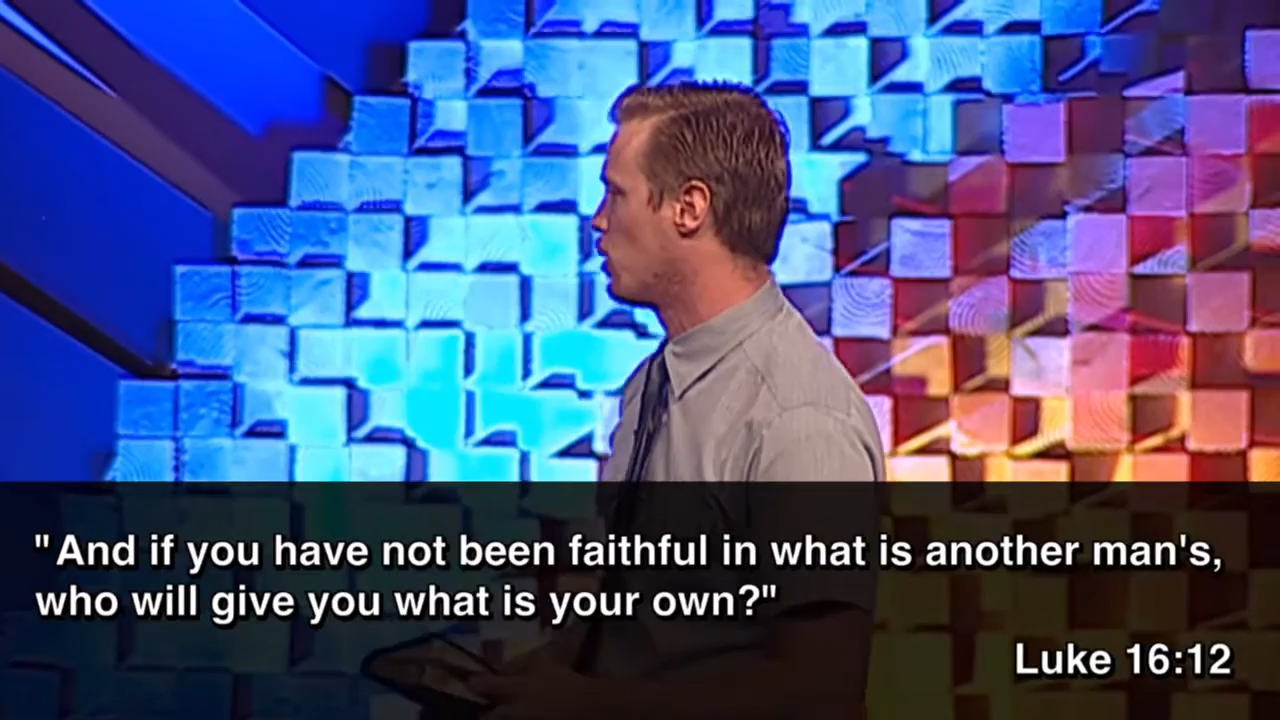 "And if you have not been faithful in what is another man's,
who will give you what is your own?"
Luke 16:12